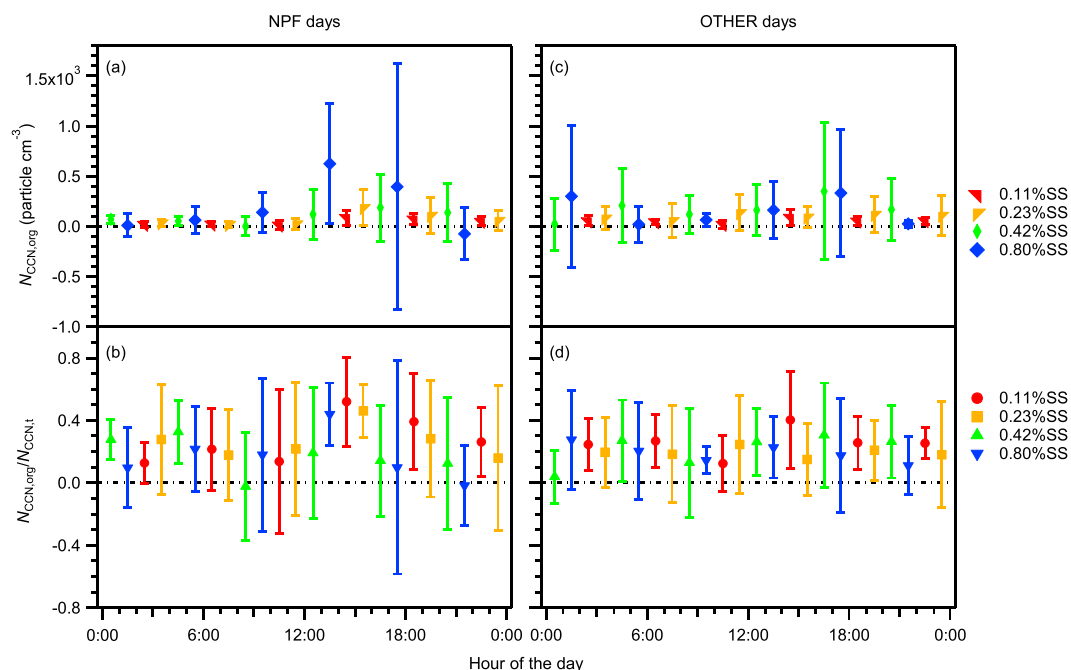 NPF days
OTHER days
(a)
(c)
1.5x10³
1.0
0.5
0.0
-0.5
-1.0
N_CCN,org (particle cm⁻³)
0.11%SS
0.23%SS
0.42%SS
0.80%SS
(b)
(d)
0.8
0.4
0.0
-0.4
-0.8
N_CCN,org/N_CCN,t
0.11%SS
0.23%SS
0.42%SS
0.80%SS
0:00 6:00 12:00 18:00 0:00
0:00 6:00 12:00 18:00 0:00
Hour of the day